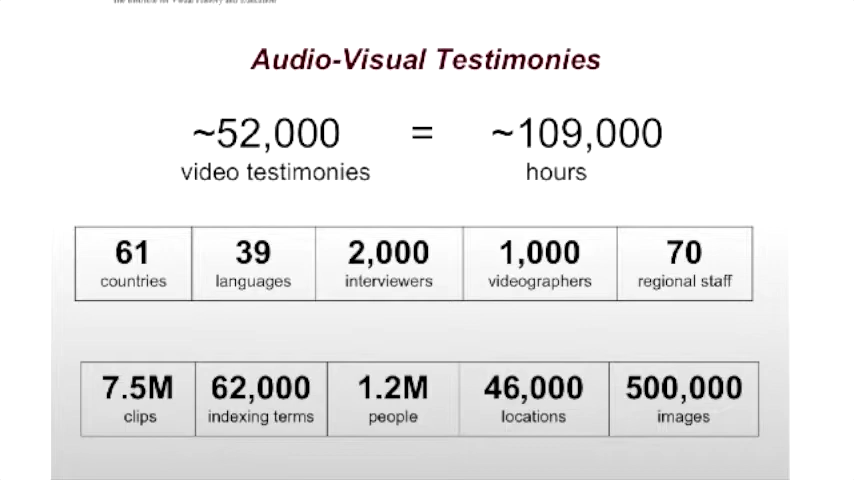 Audio-Visual Testimonies
~52,000 = ~109,000
video testimonies hours
61 39 2,000 1,000 70
countries languages interviewers videographers regional staff
7.5M 62,000 1.2M 46,000 500,000
clips indexing terms people locations images